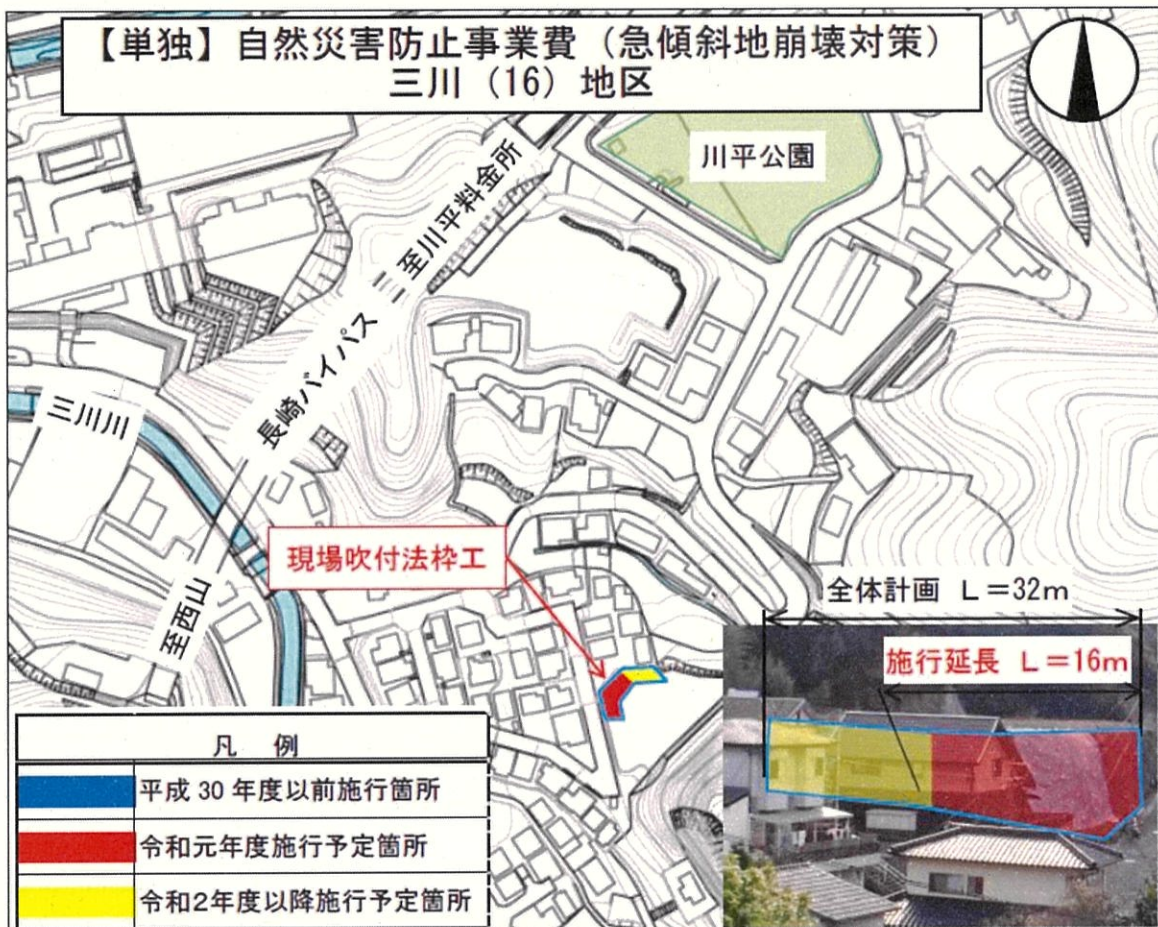 【単独】自然災害防止事業費（急傾斜地崩壊対策）
三川（16）地区
川平公園
至川平料金所
長崎バイパス
三川川
至西山
現場吹付法枠工
全体計画 L＝32m
施行延長 L＝16m
凡 例
平成30年度以前施行箇所
令和元年度施行予定箇所
令和2年度以降施行予定箇所